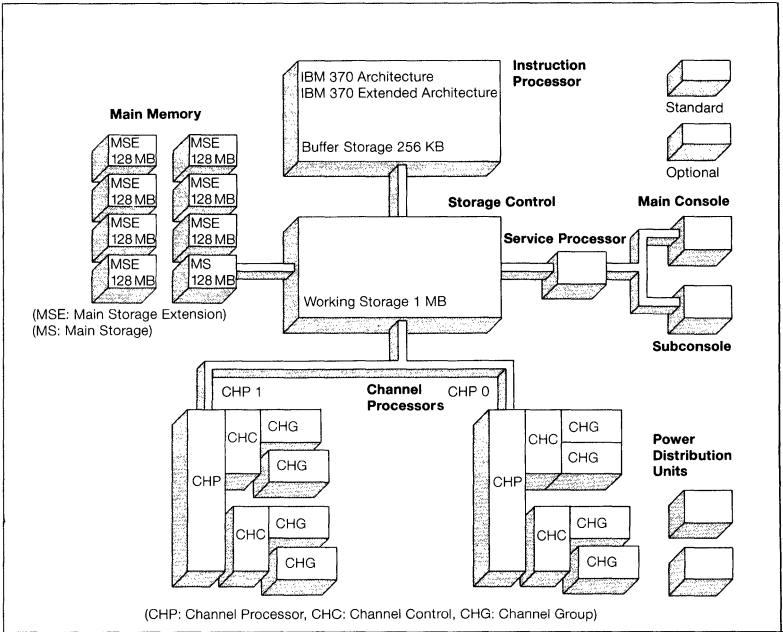 Instruction
Processor
IBM 370 Architecture
IBM 370 Extended Architecture
Buffer Storage 256 KB
Standard
Optional
Main Memory
MSE
128 MB
MSE
128 MB
MSE
128 MB
MSE
128 MB
MSE
128 MB
MSE
128 MB
MSE
128 MB
MS
128 MB
(MSE: Main Storage Extension)
(MS: Main Storage)
Storage Control
Working Storage 1 MB
Service Processor
Main Console
Subconsole
CHP 1
Channel
Processors
CHP 0
CHP
CHC
CHG
CHG
CHC
CHG
CHG
CHP
CHC
CHG
CHG
CHC
CHG
CHG
Power
Distribution
Units
(CHP: Channel Processor, CHC: Channel Control, CHG: Channel Group)